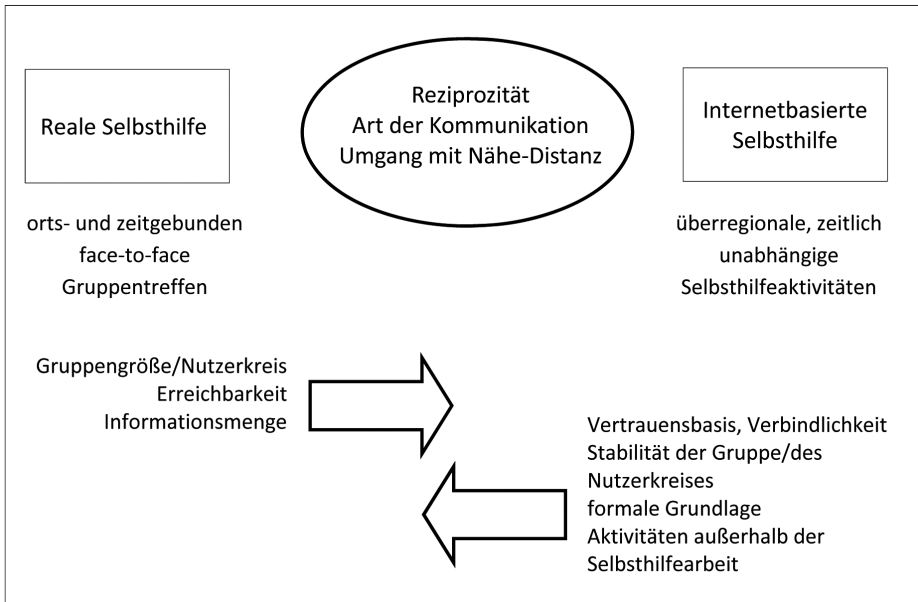 Reale Selbsthilfe
Reziprozität
Art der Kommunikation
Umgang mit Nähe-Distanz
Internetbasierte
Selbsthilfe
orts- und zeitgebunden
face-to-face
Gruppentreffen
überregionale, zeitlich
unabhängige
Selbsthilfeaktivitäten
Gruppengröße/Nutzerkreis
Erreichbarkeit
Informationsmenge
Vertrauensbasis, Verbindlichkeit
Stabilität der Gruppe/des
Nutzerkreises
formale Grundlage
Aktivitäten außerhalb der
Selbsthilfearbeit